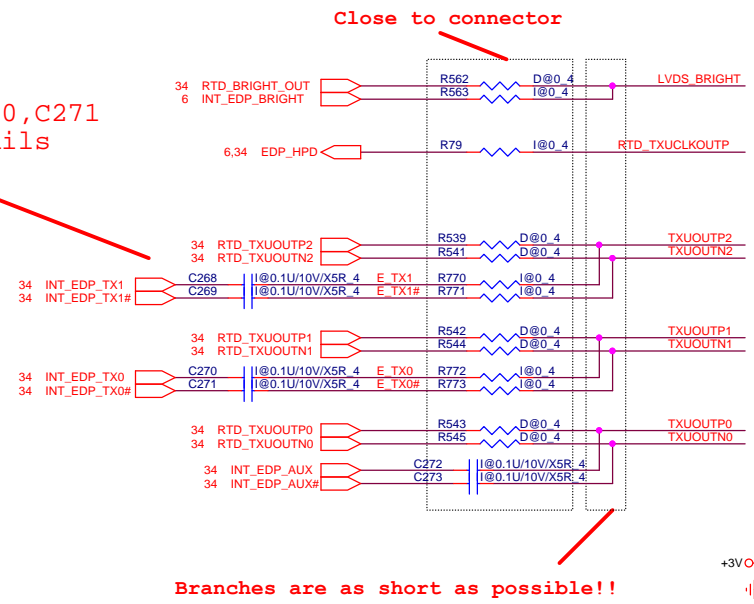 Close to connector
0,C271
ils
34 RTD_BRIGHT_OUT R562 D@0_4 LVDS_BRIGHT
6 INT_EDP_BRIGHT R563 I@0_4
6,34 EDP_HPD R79 I@0_4 RTD_TXUCLKOUTP
34 RTD_TXUOUTP2 R539 D@0_4 TXUOUTP2
34 RTD_TXUOUTN2 R541 D@0_4 TXUOUTN2
34 INT_EDP_TX1 C268 I@0.1U/10V/X5R_4 E_TX1 R770 I@0_4
34 INT_EDP_TX1# C269 I@0.1U/10V/X5R_4 E_TX1# R771 I@0_4
34 RTD_TXUOUTP1 R542 D@0_4 TXUOUTP1
34 RTD_TXUOUTN1 R544 D@0_4 TXUOUTN1
34 INT_EDP_TX0 C270 I@0.1U/10V/X5R_4 E_TX0 R772 I@0_4
34 INT_EDP_TX0# C271 I@0.1U/10V/X5R_4 E_TX0# R773 I@0_4
34 RTD_TXUOUTP0 R543 D@0_4 TXUOUTP0
34 RTD_TXUOUTN0 R545 D@0_4 TXUOUTN0
34 INT_EDP_AUX C272 I@0.1U/10V/X5R_4
34 INT_EDP_AUX# C273 I@0.1U/10V/X5R_4
+3V
Branches are as short as possible!!